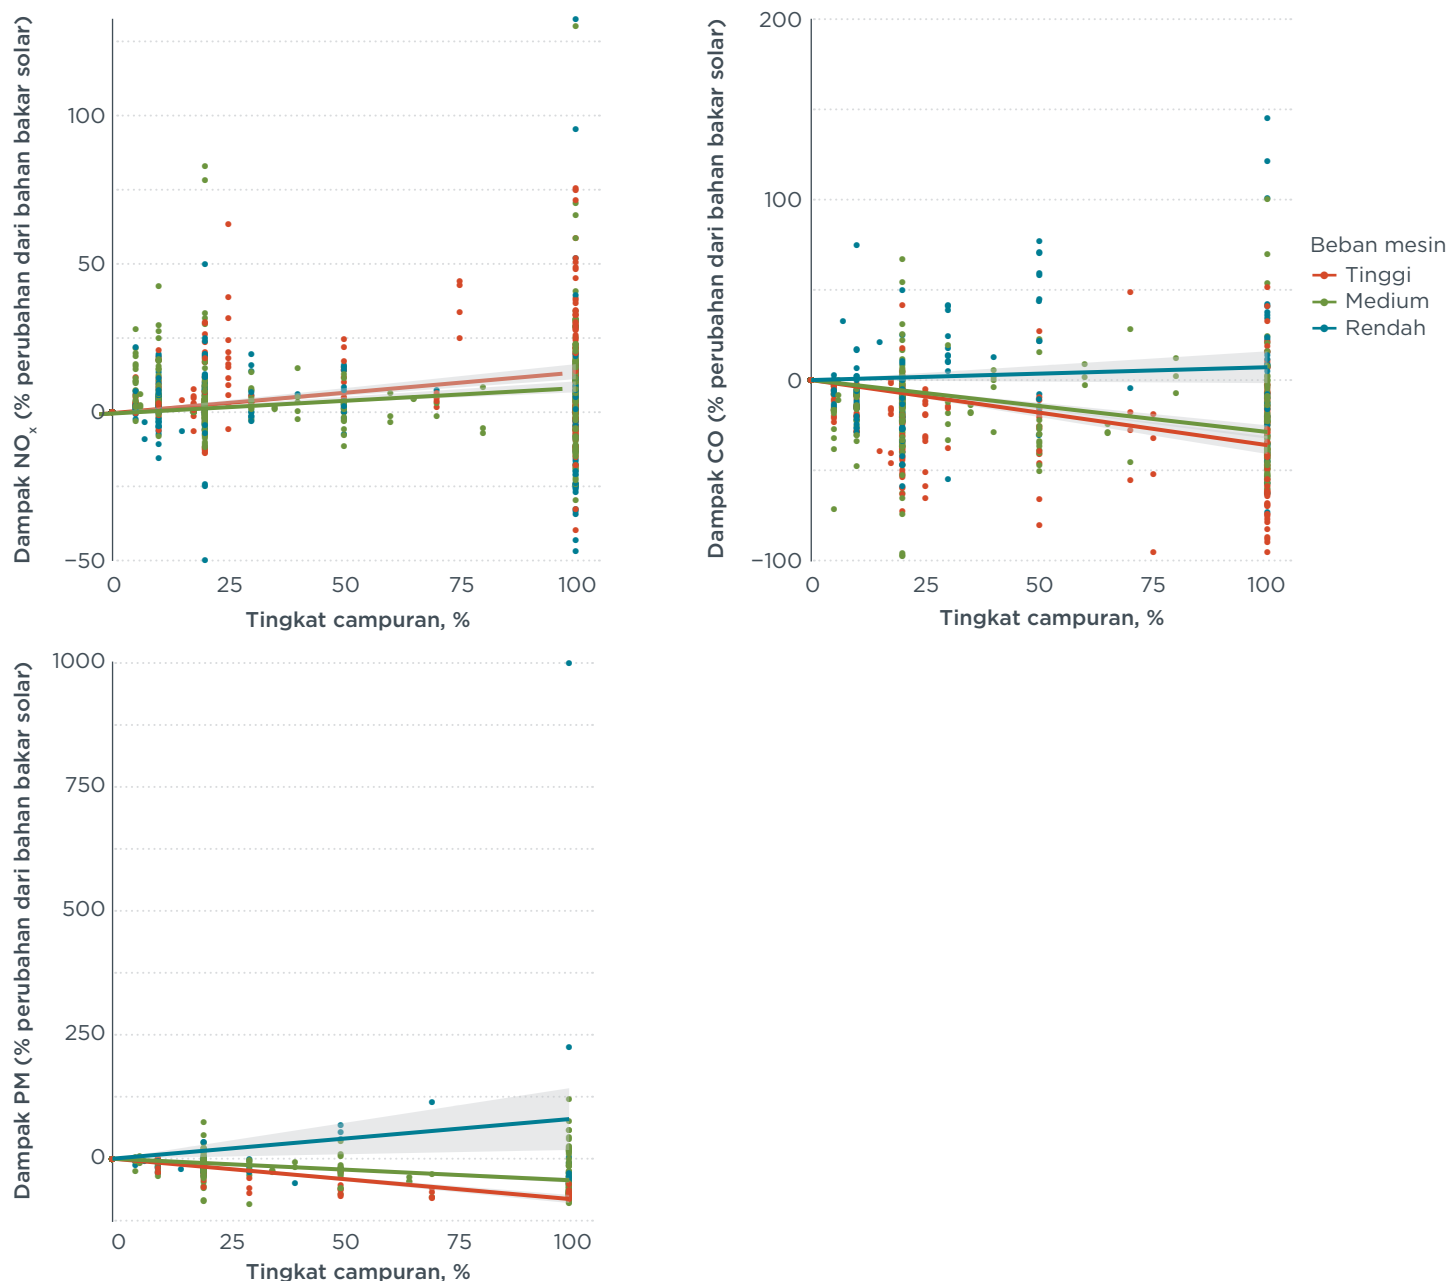 Dampak NOx (% perubahan dari bahan bakar solar)
100
50
0
−50
0 25 50 75 100
Tingkat campuran, %
Dampak CO (% perubahan dari bahan bakar solar)
200
100
0
−100
0 25 50 75 100
Tingkat campuran, %
Beban mesin
Tinggi
Medium
Rendah
Dampak PM (% perubahan dari bahan bakar solar)
1000
750
500
250
0
0 25 50 75 100
Tingkat campuran, %